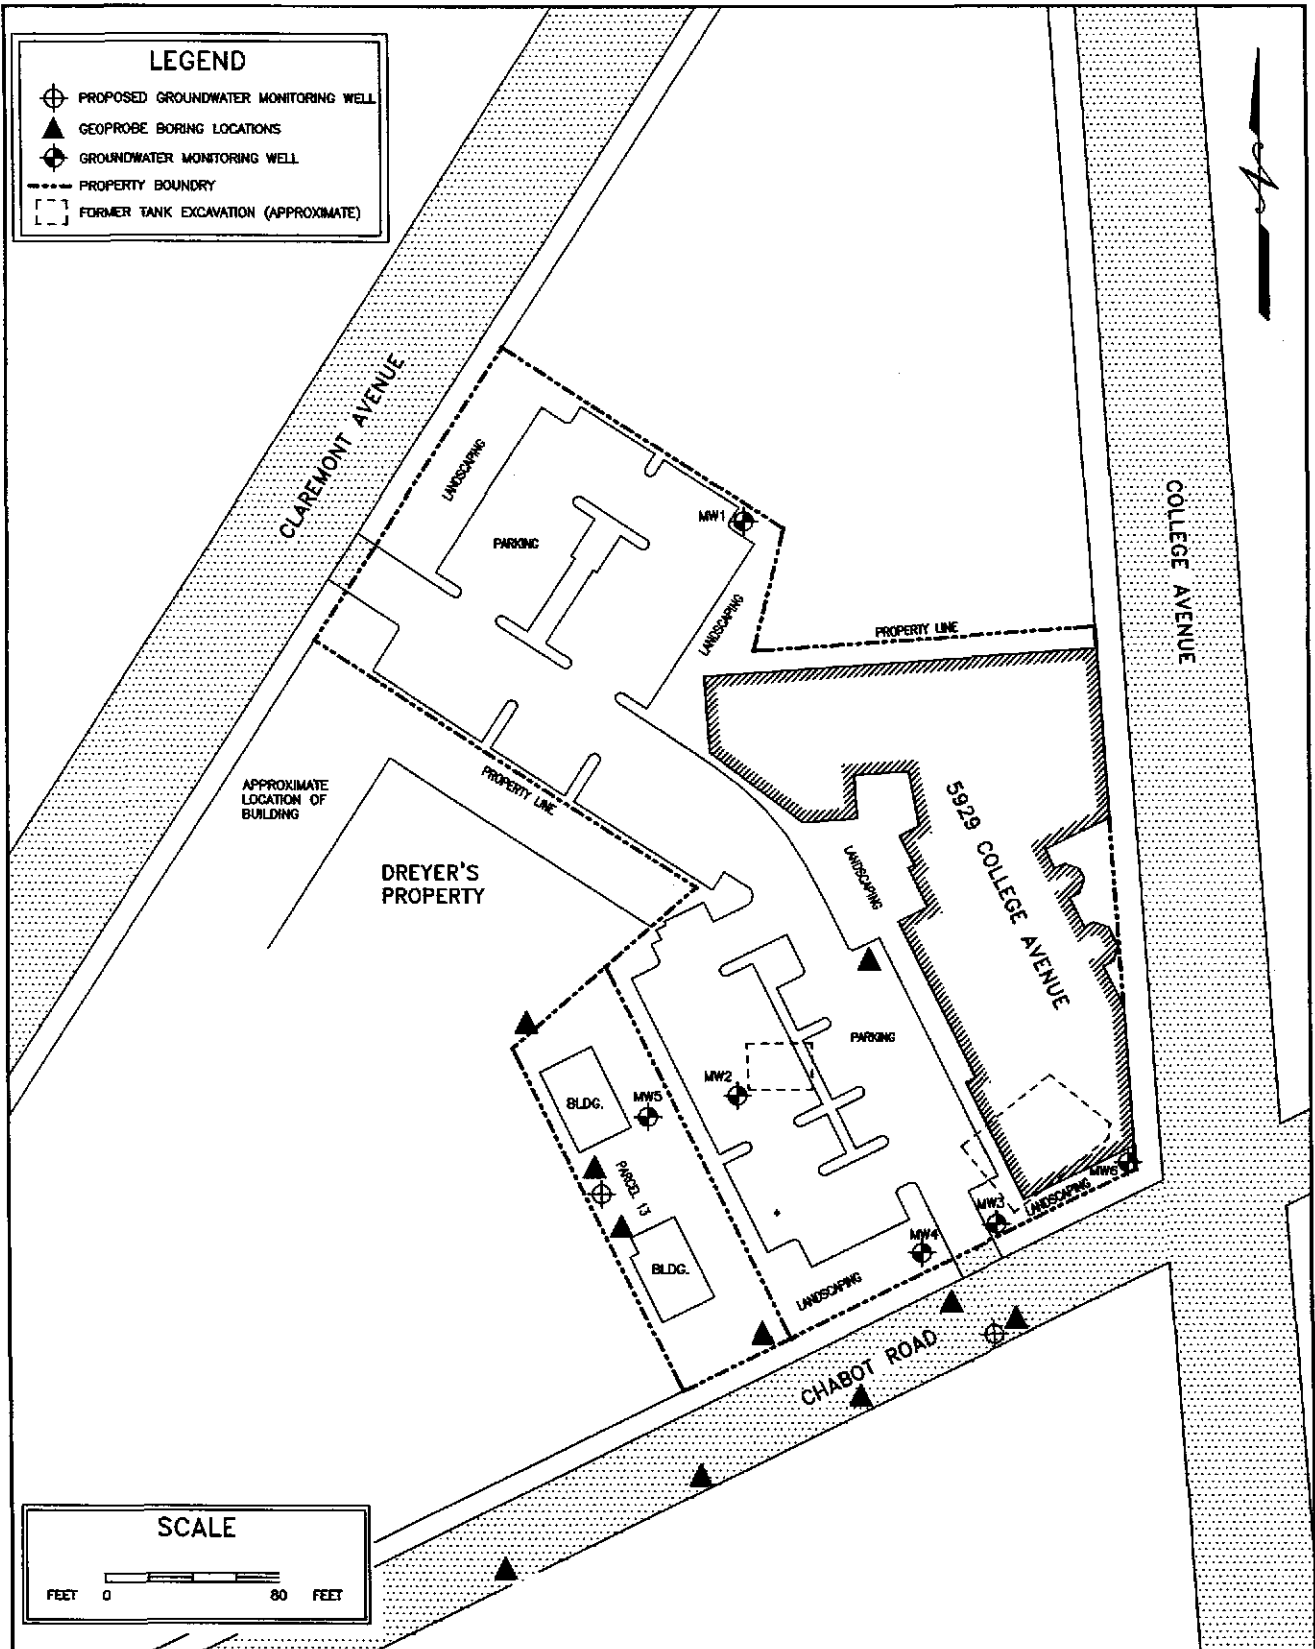 LEGEND
PROPOSED GROUNDWATER MONITORING WELL
GEOPROBE BORING LOCATIONS
GROUNDWATER MONITORING WELL
PROPERTY BOUNDRY
FORMER TANK EXCAVATION (APPROXIMATE)
N
CLAREMONT AVENUE
LANDSCAPING
PARKING
MW1
LANDSCAPING
COLLEGE AVENUE
PROPERTY LINE
PROPERTY LINE
APPROXIMATE
LOCATION OF
BUILDING
DREYER'S
PROPERTY
5929 COLLEGE AVENUE
LANDSCAPING
PARKING
MW2
MW5
BLDG.
PARCEL 13
BLDG.
MW6
LANDSCAPING
MW3
MW4
LANDSCAPING
CHABOT ROAD
SCALE
FEET 0 80 FEET